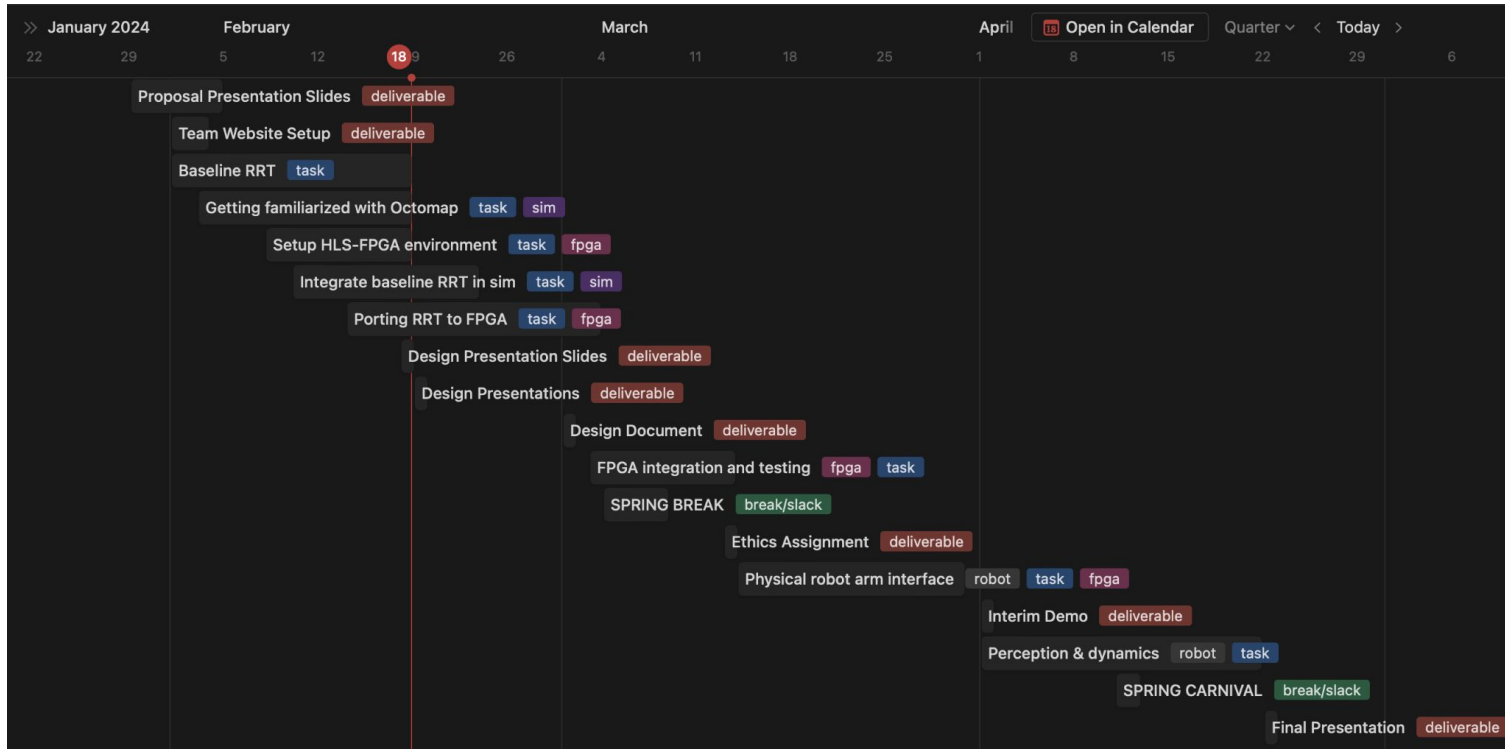 January 2024 February March April 18 Open in Calendar Quarter Today
22 29 5 12 18 9 26 4 11 18 25 1 8 15 22 29 6
Proposal Presentation Slides deliverable
Team Website Setup deliverable
Baseline RRT task
Getting familiarized with Octomap task sim
Setup HLS-FPGA environment task fpga
Integrate baseline RRT in sim task sim
Porting RRT to FPGA task fpga
Design Presentation Slides deliverable
Design Presentations deliverable
Design Document deliverable
FPGA integration and testing fpga task
SPRING BREAK break/slack
Ethics Assignment deliverable
Physical robot arm interface robot task fpga
Interim Demo deliverable
Perception & dynamics robot task
SPRING CARNIVAL break/slack
Final Presentation deliverable